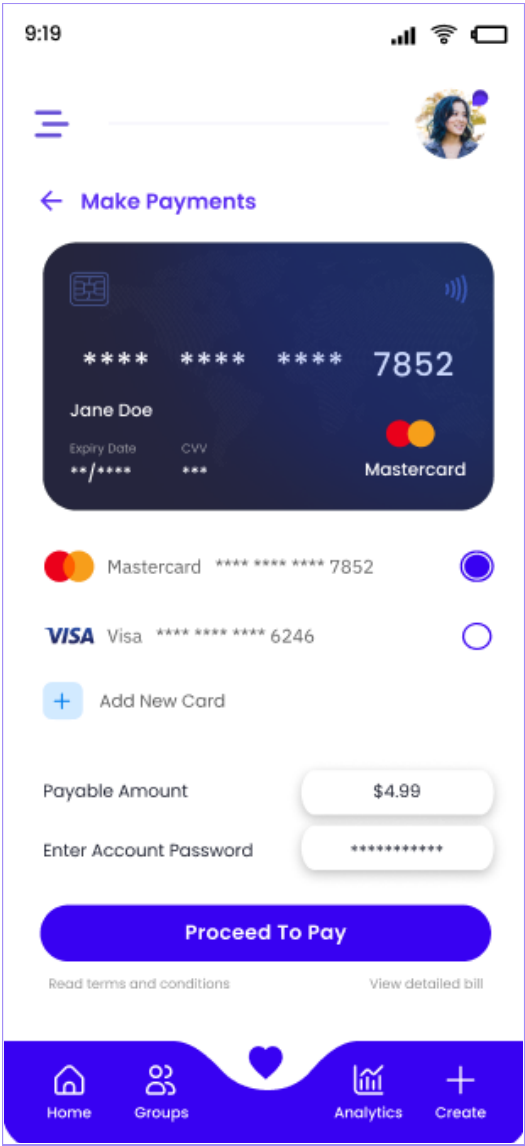 9:19
Make Payments
**** **** **** 7852
Jane Doe
Expiry Date CVV
**/**** ***
Mastercard
Mastercard **** **** **** 7852
VISA Visa **** **** **** 6246
+ Add New Card
Payable Amount $4.99
Enter Account Password ***********
Proceed To Pay
Read terms and conditions View detailed bill
Home Groups Analytics Create